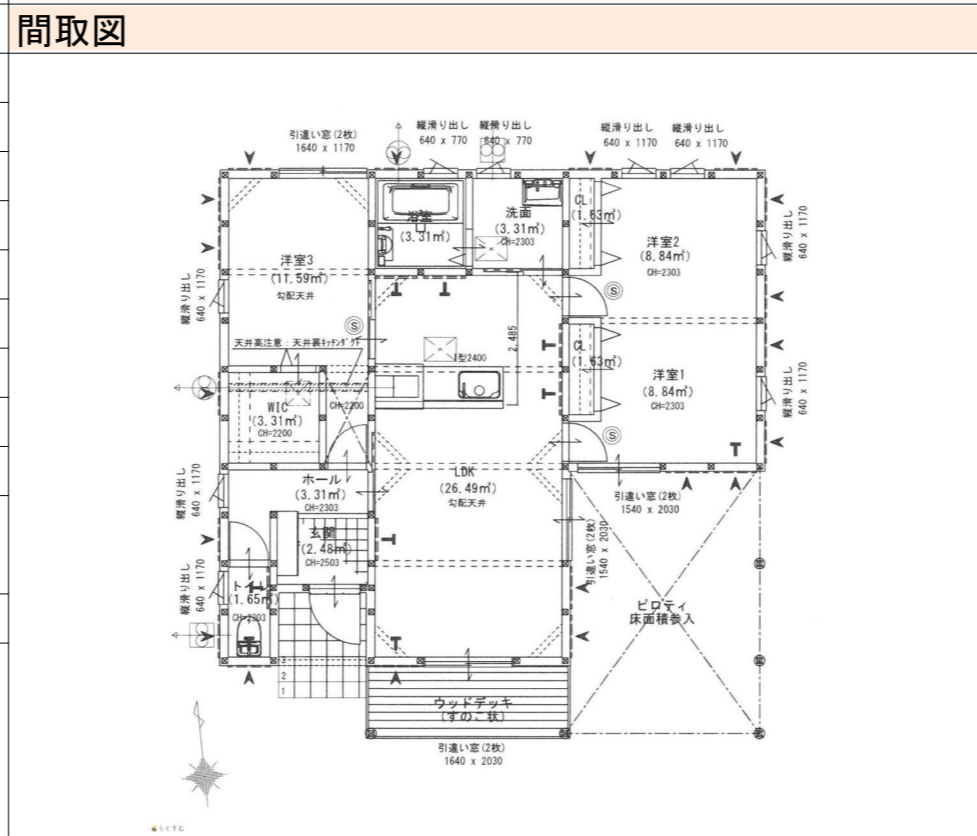 間取図
引違い窓(2枚)
1640 x 1170
縦滑り出し
640 x 770
縦滑り出し
640 x 770
縦滑り出し
640 x 1170
縦滑り出し
640 x 1170
浴室
(3.31㎡)
洗面
(3.31㎡)
CH=2303
CL
(1.63㎡)
洋室2
(8.84㎡)
CH=2303
縦滑り出し
640 x 1170
洋室3
(11.59㎡)
勾配天井
縦滑り出し
640 x 1170
S
S
天井高注意：天井裏キッチンダクト
I型2400
2,485
CL
(1.63㎡)
洋室1
(8.84㎡)
CH=2303
縦滑り出し
640 x 1170
WIC
(3.31㎡)
CH=2200
CH=2200
S
LDK
(26.49㎡)
勾配天井
ホール
(3.31㎡)
CH=2303
縦滑り出し
640 x 1170
引違い窓(2枚)
1540 x 2030
引違い窓(2枚)
1540 x 2030
玄関
(2.48㎡)
CH=2503
トイレ
(1.65㎡)
CH=2303
縦滑り出し
640 x 1170
ピロティ
床面積参入
3
2
1
ウッドデッキ
(すのこ状)
引違い窓(2枚)
1640 x 2030
らくすむ